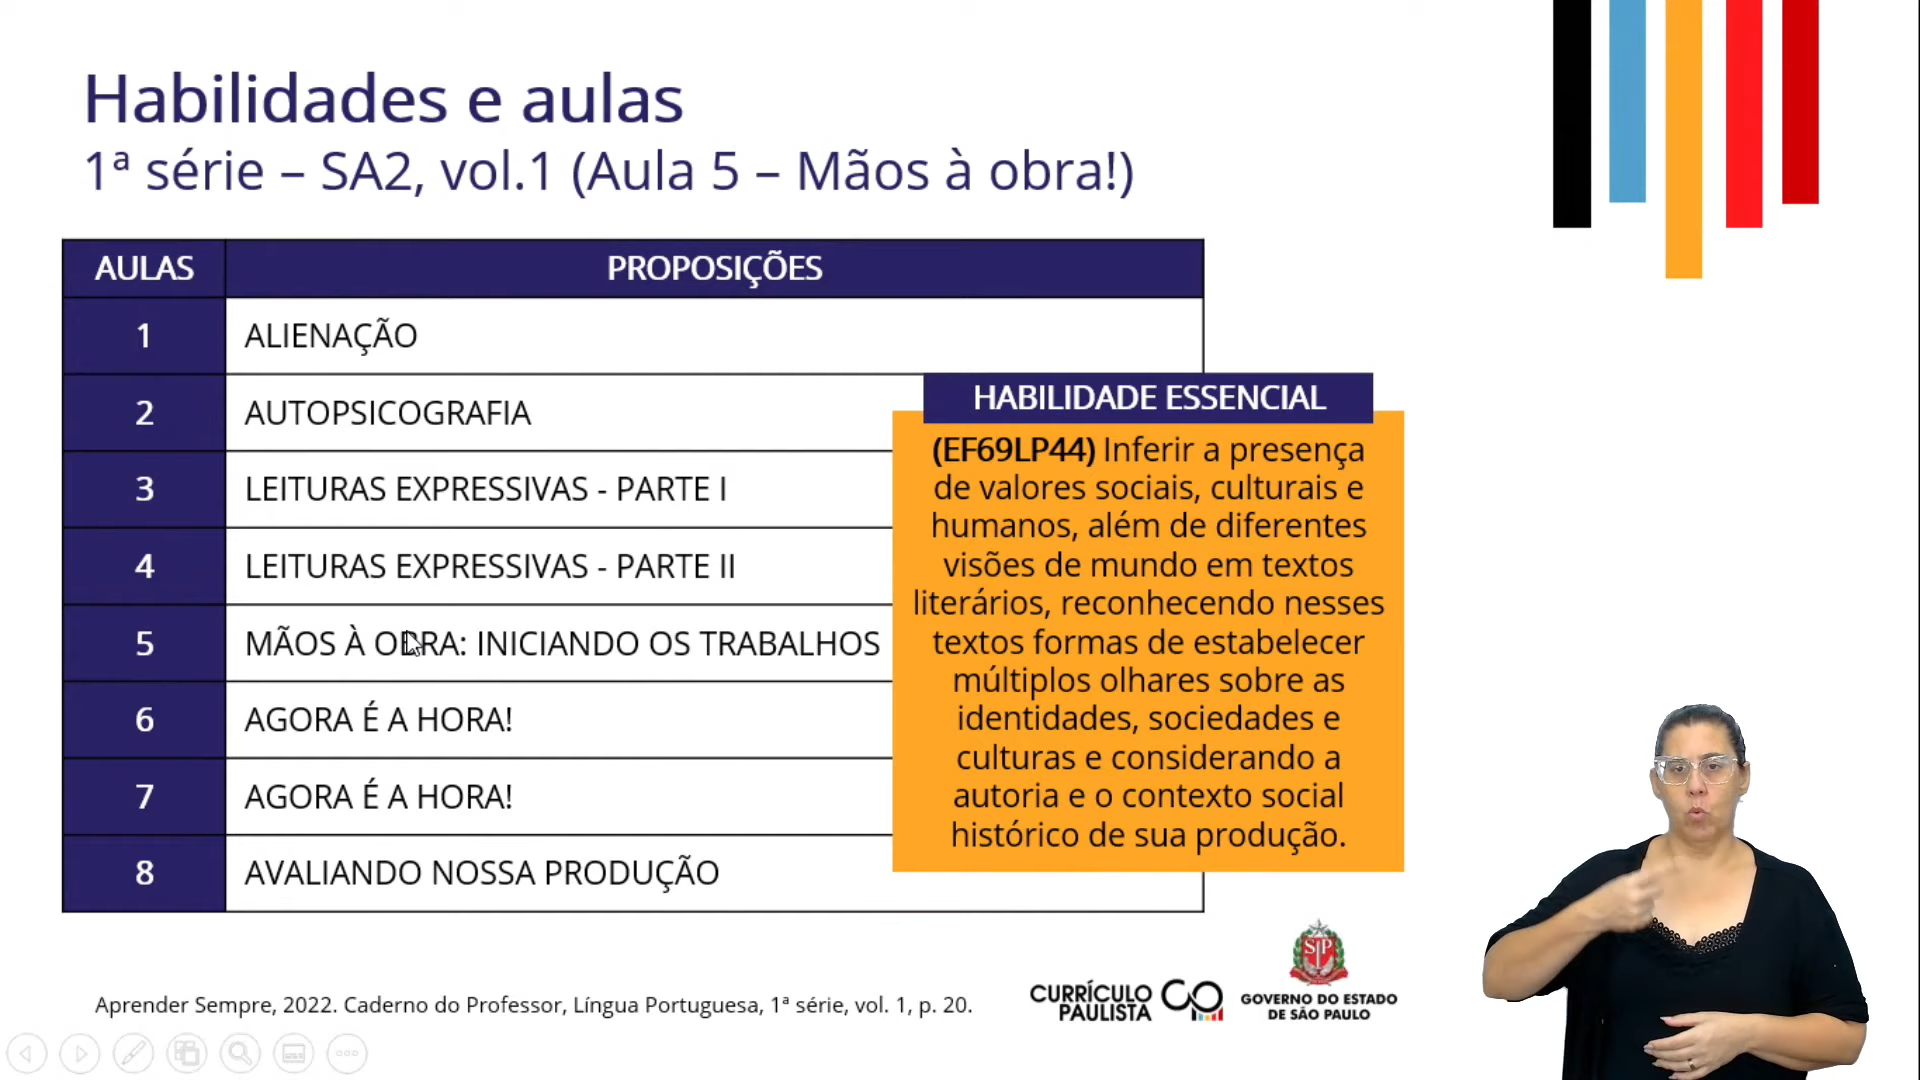 Habilidades e aulas
1ª série – SA2, vol.1 (Aula 5 – Mãos à obra!)
AULAS PROPOSIÇÕES
1 ALIENAÇÃO
2 AUTOPSICOGRAFIA
3 LEITURAS EXPRESSIVAS - PARTE I
4 LEITURAS EXPRESSIVAS - PARTE II
5 MÃOS À OBRA: INICIANDO OS TRABALHOS
6 AGORA É A HORA!
7 AGORA É A HORA!
8 AVALIANDO NOSSA PRODUÇÃO
HABILIDADE ESSENCIAL
(EF69LP44) Inferir a presença
de valores sociais, culturais e
humanos, além de diferentes
visões de mundo em textos
literários, reconhecendo nesses
textos formas de estabelecer
múltiplos olhares sobre as
identidades, sociedades e
culturas e considerando a
autoria e o contexto social
histórico de sua produção.
Aprender Sempre, 2022. Caderno do Professor, Língua Portuguesa, 1ª série, vol. 1, p. 20.
CURRÍCULO
PAULISTA
SP
GOVERNO DO ESTADO
DE SÃO PAULO